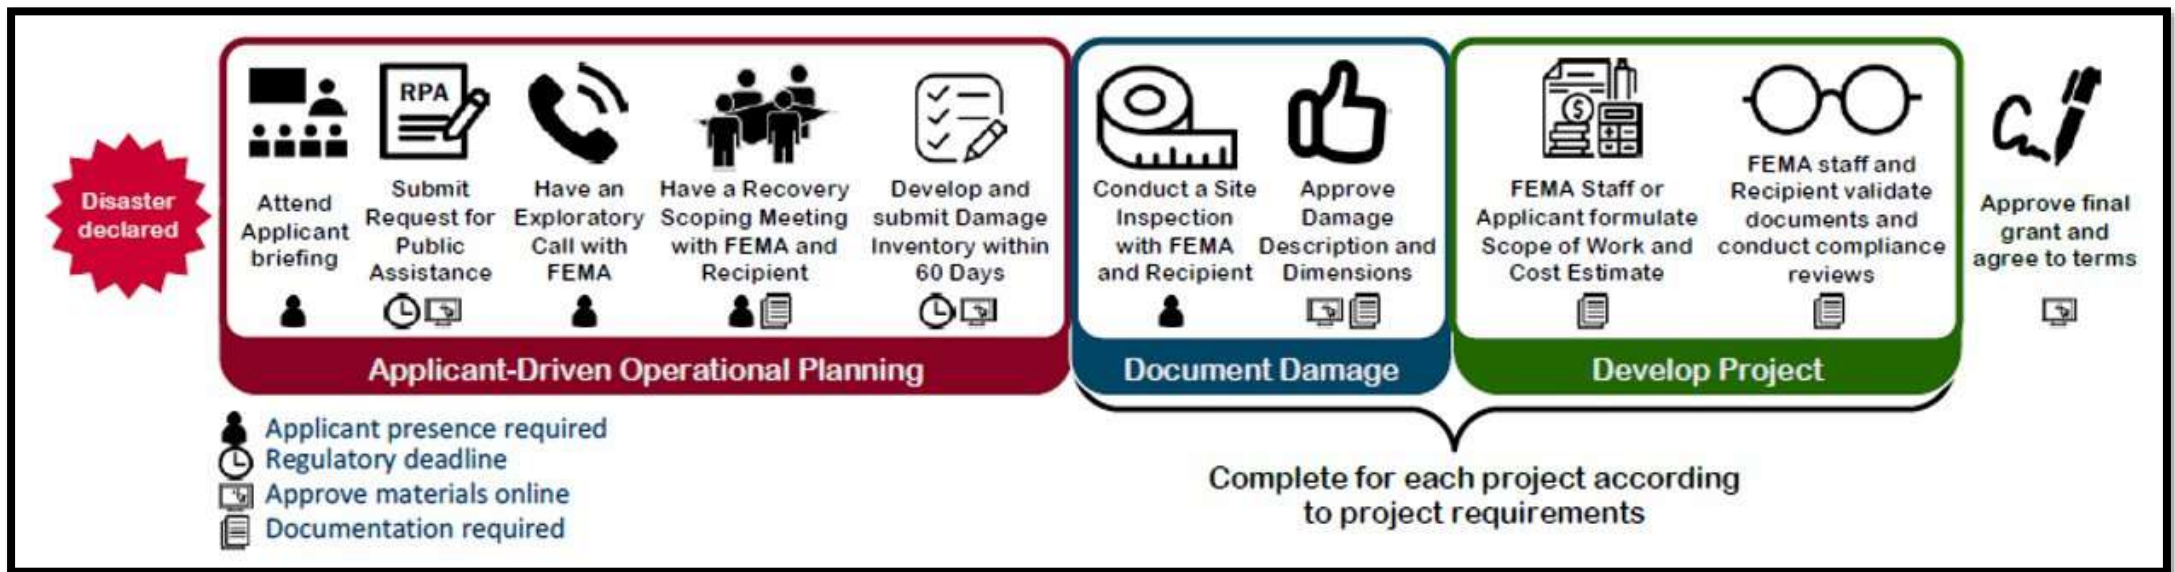 Disaster
declared
RPA
Attend
Applicant
briefing
Submit
Request for
Public
Assistance
Have an
Exploratory
Call with
FEMA
Have a Recovery
Scoping Meeting
with FEMA and
Recipient
Develop and
submit Damage
Inventory within
60 Days
Applicant-Driven Operational Planning
Conduct a Site
Inspection
with FEMA
and Recipient
Approve
Damage
Description and
Dimensions
Document Damage
FEMA Staff or
Applicant formulate
Scope of Work and
Cost Estimate
FEMA staff and
Recipient validate
documents and
conduct compliance
reviews
Develop Project
Approve final
grant and
agree to terms
Applicant presence required
Regulatory deadline
Approve materials online
Documentation required
Complete for each project according
to project requirements